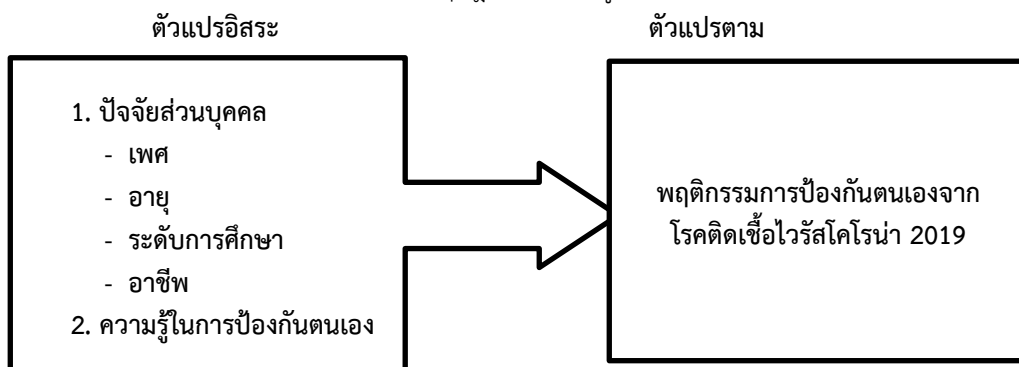 ตัวแปรอิสระ
ตัวแปรตาม
1. ปัจจัยส่วนบุคคล
- เพศ
- อายุ
- ระดับการศึกษา
- อาชีพ
2. ความรู้ในการป้องกันตนเอง
พฤติกรรมการป้องกันตนเองจาก
โรคติดเชื้อไวรัสโคโรน่า 2019